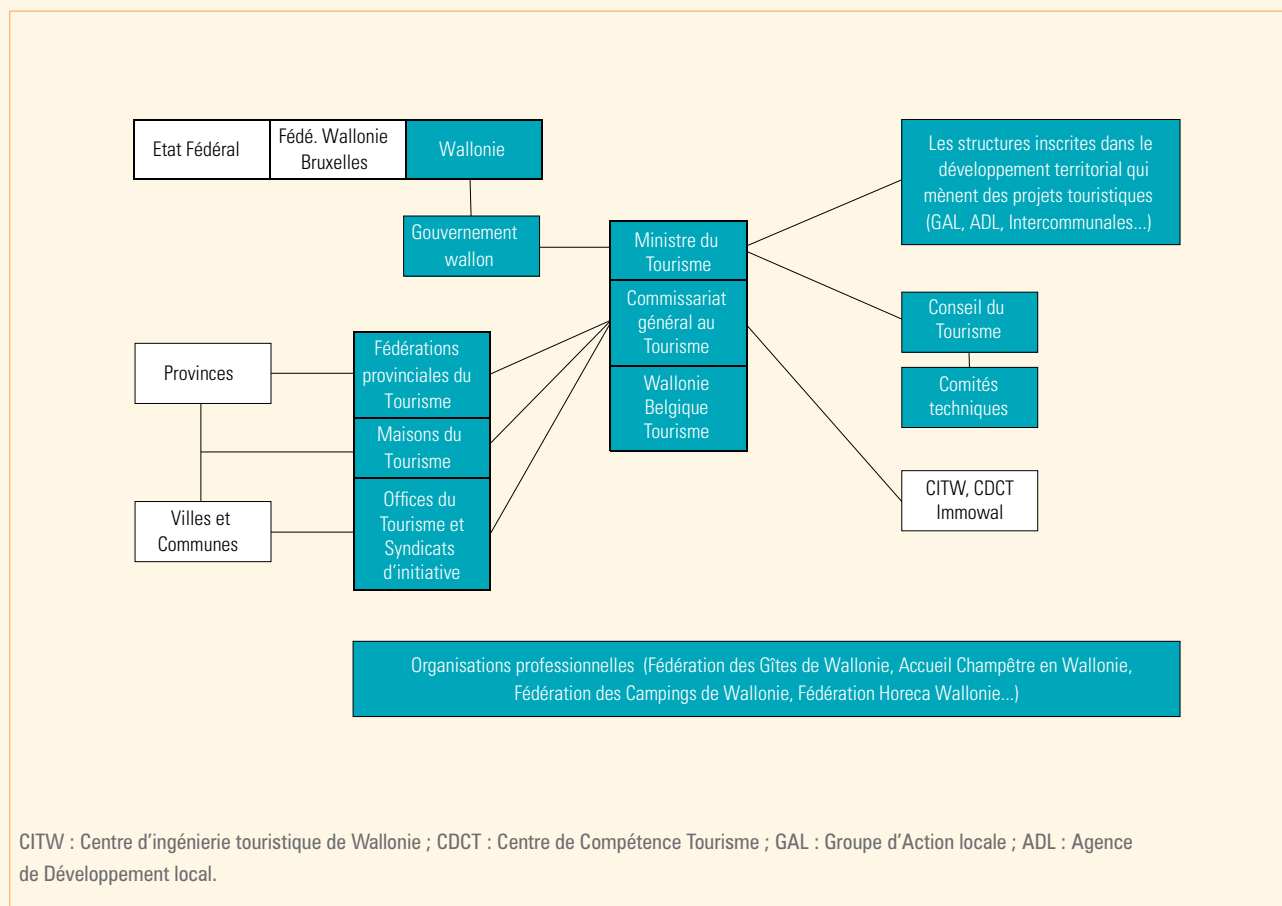 Etat Fédéral
Fédé. Wallonie
Bruxelles
Wallonie
Gouvernement
wallon
Ministre du
Tourisme
Commissariat
général au
Tourisme
Wallonie
Belgique
Tourisme
Les structures inscrites dans le
développement territorial qui
mènent des projets touristiques
(GAL, ADL, Intercommunales...)
Conseil du
Tourisme
Comités
techniques
CITW, CDCT
Immowal
Provinces
Villes et
Communes
Fédérations
provinciales du
Tourisme
Maisons du
Tourisme
Offices du
Tourisme et
Syndicats
d’initiative
Organisations professionnelles (Fédération des Gîtes de Wallonie, Accueil Champêtre en Wallonie,
Fédération des Campings de Wallonie, Fédération Horeca Wallonie...)
CITW : Centre d’ingénierie touristique de Wallonie ; CDCT : Centre de Compétence Tourisme ; GAL : Groupe d’Action locale ; ADL : Agence
de Développement local.